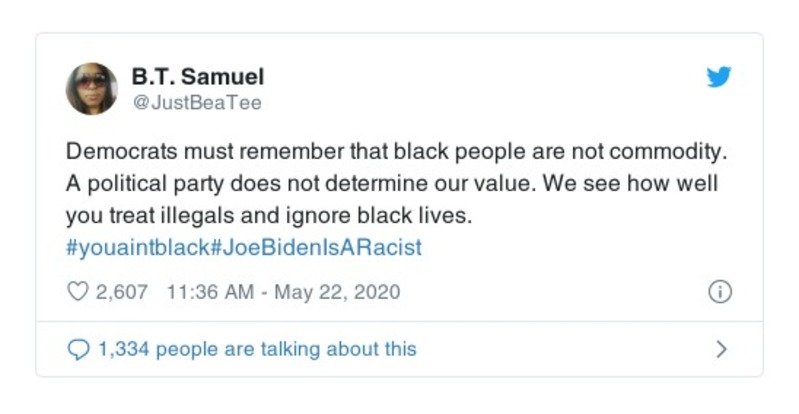 B.T. Samuel
@JustBeaTee
Democrats must remember that black people are not commodity.
A political party does not determine our value. We see how well
you treat illegals and ignore black lives.
#youaintblack#JoeBidenIsARacist
2,607 11:36 AM - May 22, 2020
1,334 people are talking about this